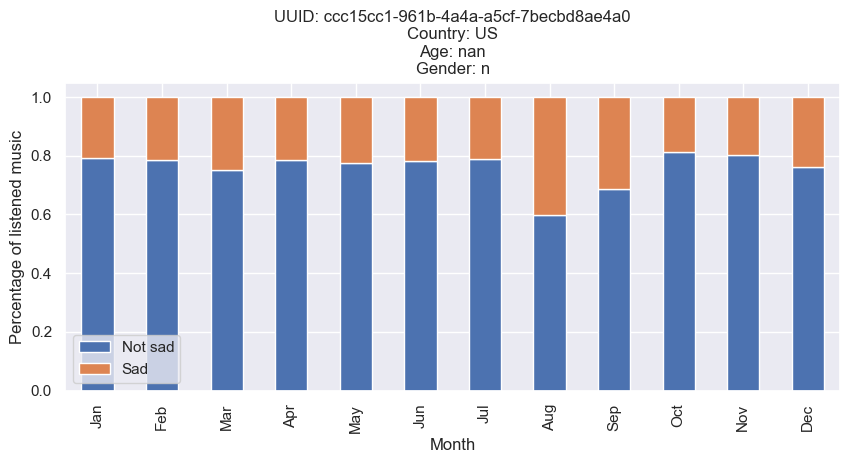 UUID: ccc15cc1-961b-4a4a-a5cf-7becbd8ae4a0
Country: US
Age: nan
Gender: n
Percentage of listened music
1.0
0.8
0.6
0.4
0.2
0.0
Not sad
Sad
Jan Feb Mar Apr May Jun Jul Aug Sep Oct Nov Dec
Month